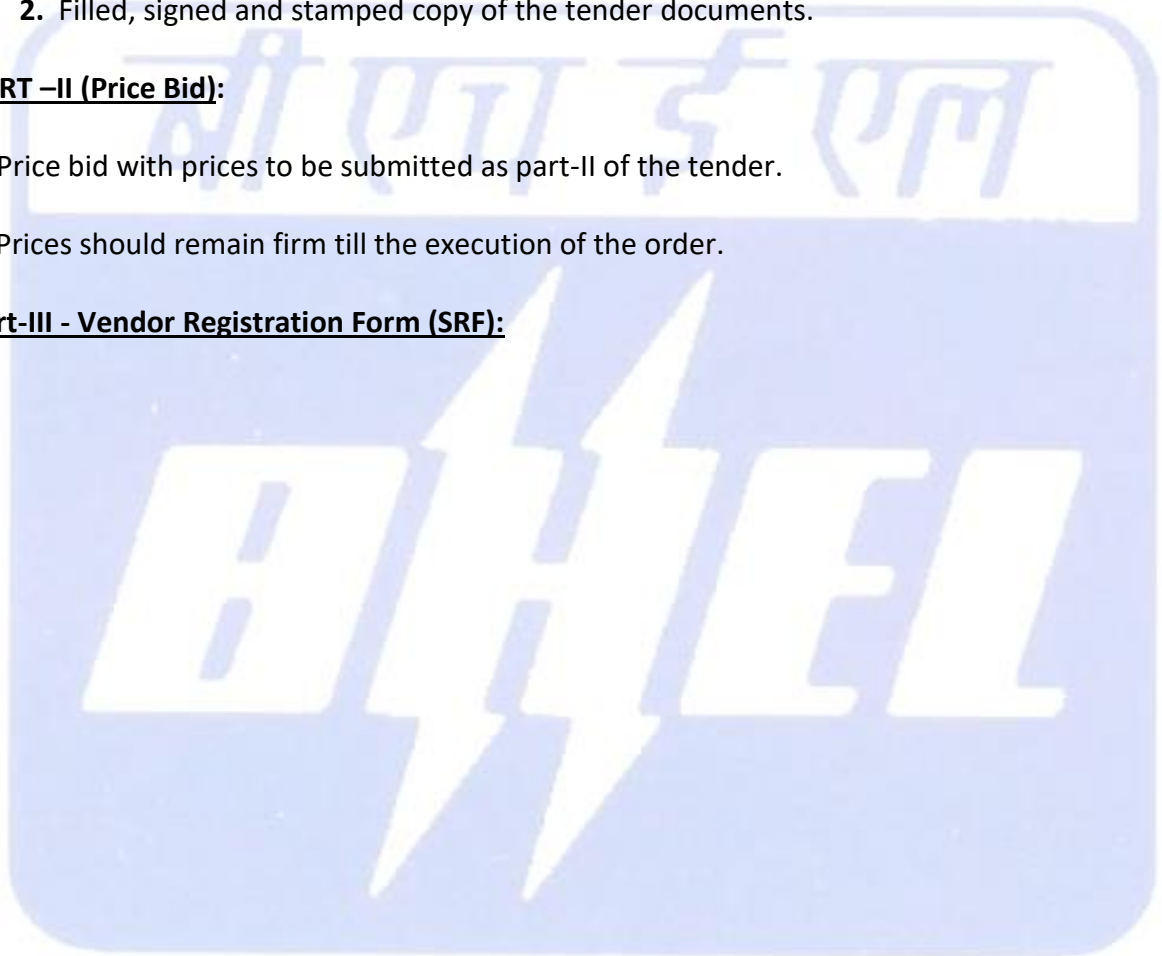 2. Filled, signed and stamped copy of the tender documents.
RT –II (Price Bid):
Price bid with prices to be submitted as part-II of the tender.
Prices should remain firm till the execution of the order.
rt-III - Vendor Registration Form (SRF):
बी एच ई एल
BHEL